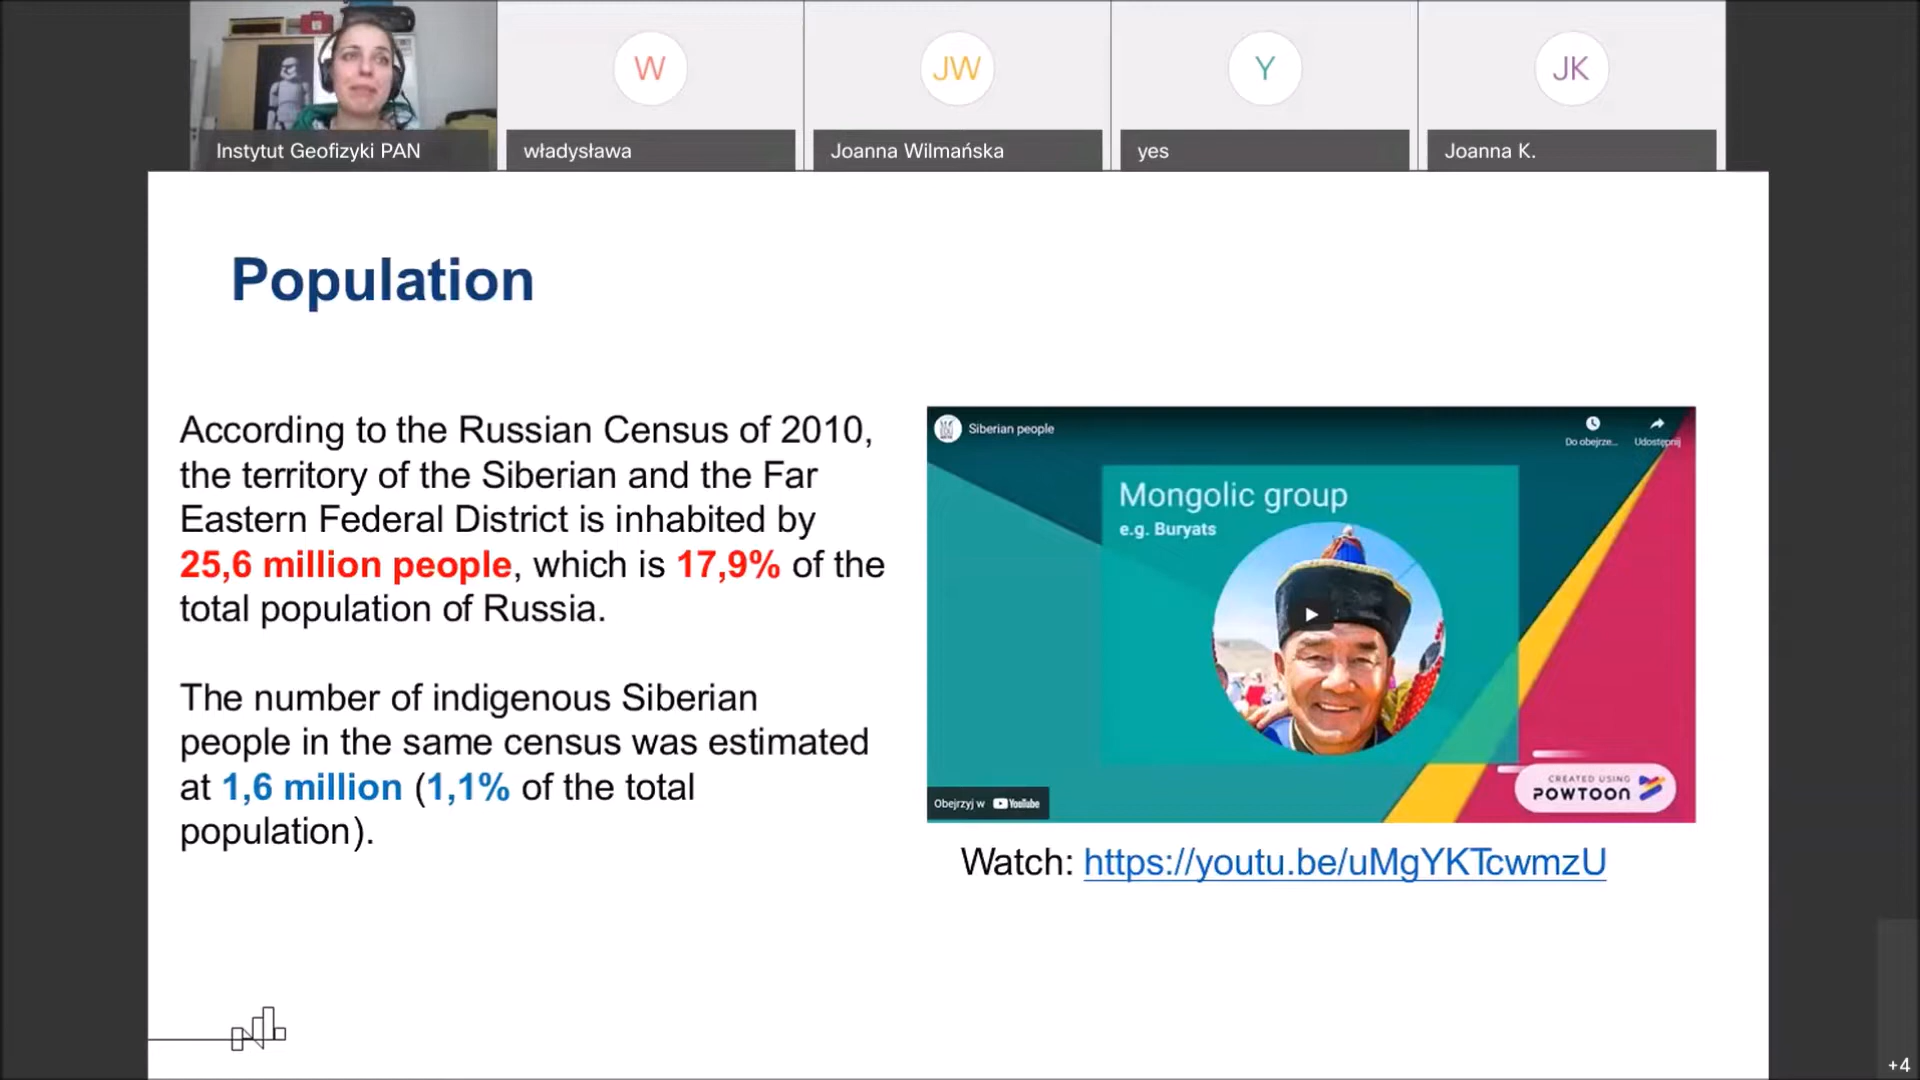 W
JW
Y
JK
Instytut Geofizyki PAN
władysława
Joanna Wilmańska
yes
Joanna K.
Population
According to the Russian Census of 2010,
the territory of the Siberian and the Far
Eastern Federal District is inhabited by
25,6 million people, which is 17,9% of the
total population of Russia.
The number of indigenous Siberian
people in the same census was estimated
at 1,6 million (1,1% of the total
population).
Siberian people
Do obejrze...
Udostępnij
Mongolic group
e.g. Buryats
CREATED USING
POWTOON
Obejrzyj w YouTube
Watch: https://youtu.be/uMgYKTcwmzU
+4